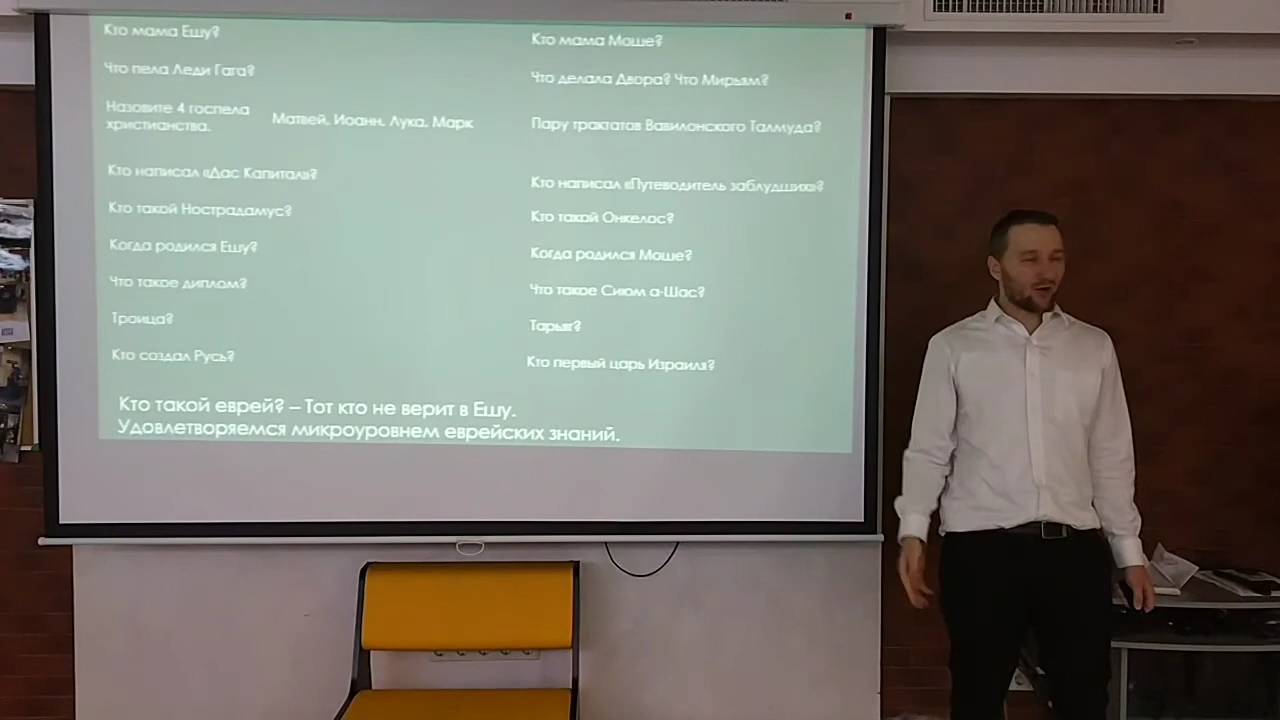 Кто мама Ешу?
Кто мама Моше?
Что пела Леди Гага?
Что делала Двора? Что Мирьям?
Назовите 4 госпела
христианства.
Матвей, Иоанн, Лука, Марк
Пару трактатов Вавилонского Талмуда?
Кто написал «Дас Капитал»?
Кто написал «Путеводитель заблудших»?
Кто такой Нострадамус?
Кто такой Онкелос?
Когда родился Ешу?
Когда родился Моше?
Что такое диплом?
Что такое Сиюм а-Шас?
Троица?
Тарьяг?
Кто создал Русь?
Кто первый царь Израиля?
Кто такой еврей? – Тот кто не верит в Ешу.
Удовлетворяемся микроуровнем еврейских знаний.